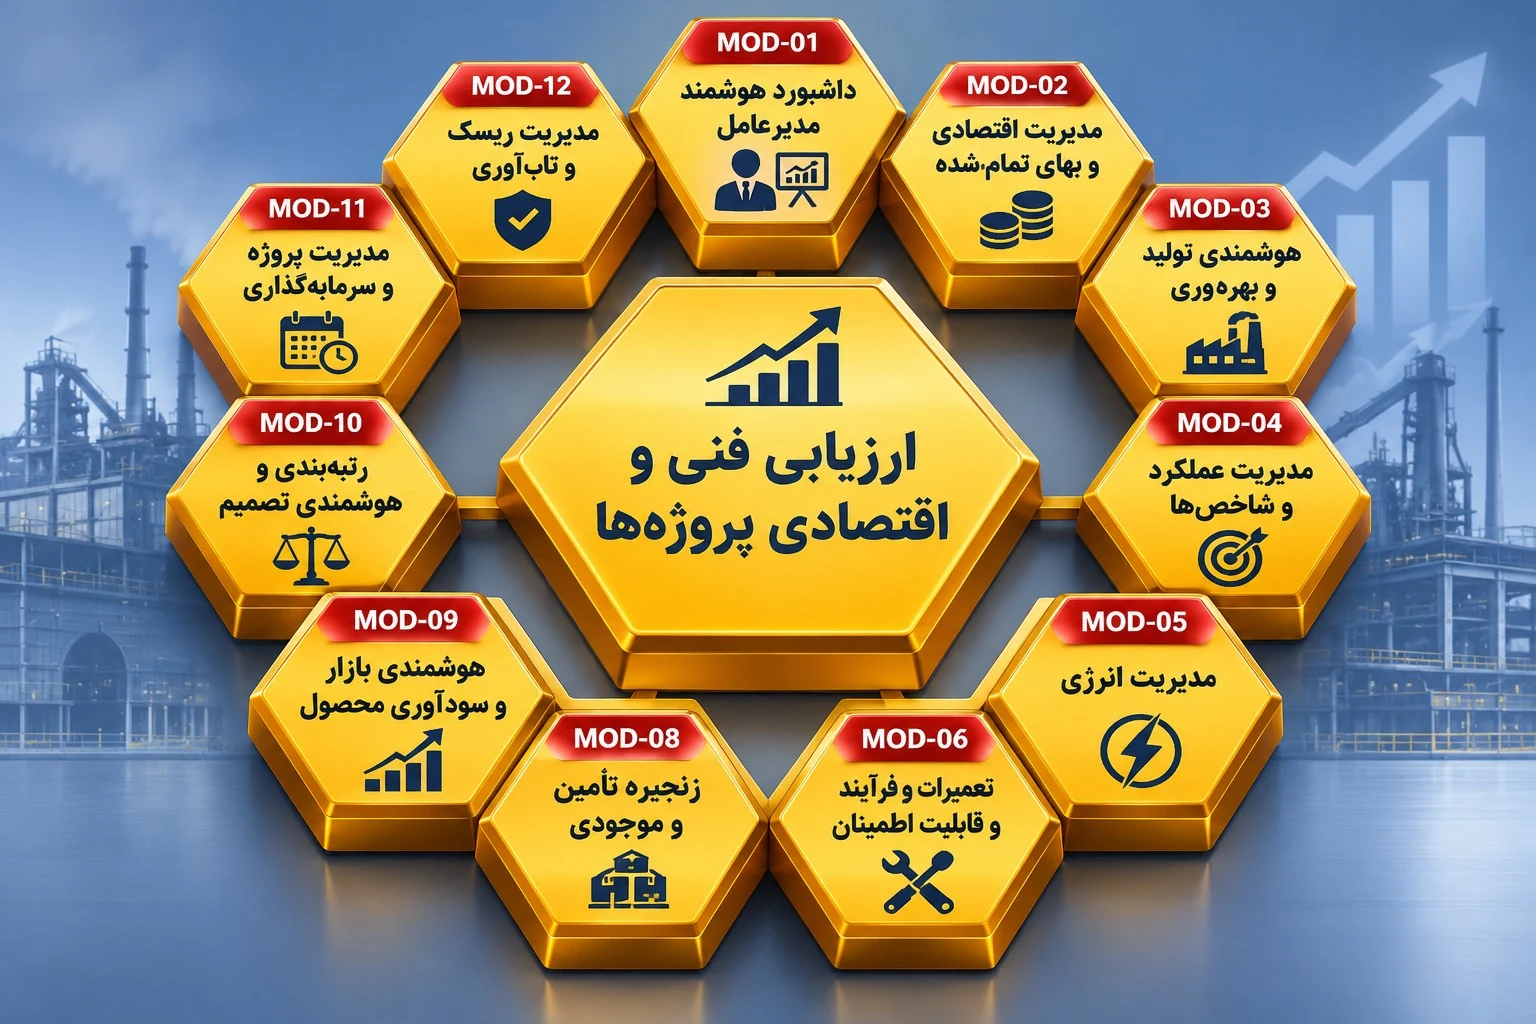 MOD-01
داشبورد هوشمند
مدیرعامل
MOD-02
مدیریت اقتصادی
و بهای تمام‌شده
MOD-03
هوشمندی تولید
و بهره‌وری
MOD-04
مدیریت عملکرد
و شاخص‌ها
MOD-05
مدیریت انرژی
MOD-06
تعمیرات و فرآیند
و قابلیت اطمینان
MOD-08
زنجیره تأمین
و موجودی
MOD-09
هوشمندی بازار
و سودآوری محصول
MOD-10
رتبه‌بندی و
هوشمندی تصمیم
MOD-11
مدیریت پروژه
و سرمایه‌گذاری
MOD-12
مدیریت ریسک
و تاب‌آوری
ارزیابی فنی و
اقتصادی پروژه‌ها